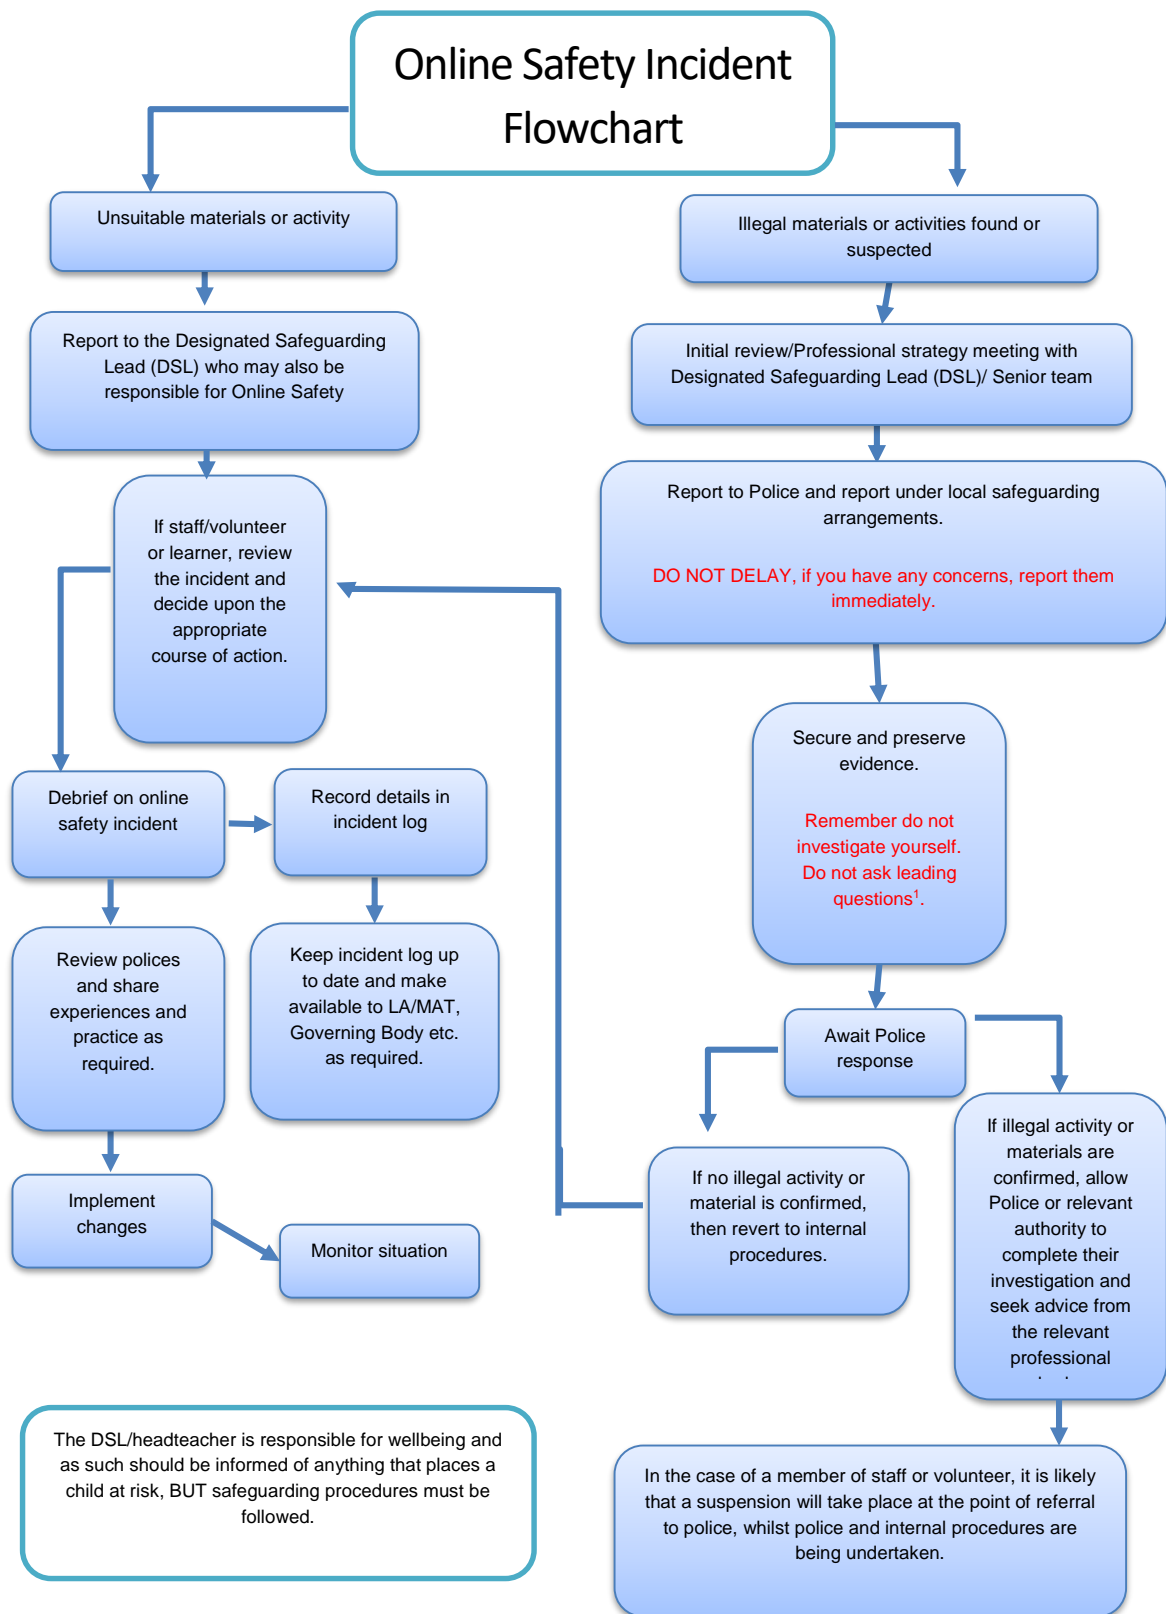 Online Safety Incident
Flowchart
Unsuitable materials or activity
Report to the Designated Safeguarding
Lead (DSL) who may also be
responsible for Online Safety
If staff/volunteer
or learner, review
the incident and
decide upon the
appropriate
course of action.
Debrief on online
safety incident
Record details in
incident log
Review polices
and share
experiences and
practice as
required.
Keep incident log up
to date and make
available to LA/MAT,
Governing Body etc.
as required.
Implement
changes
Monitor situation
Illegal materials or activities found or
suspected
Initial review/Professional strategy meeting with
Designated Safeguarding Lead (DSL)/ Senior team
Report to Police and report under local safeguarding
arrangements.
DO NOT DELAY, if you have any concerns, report them
immediately.
Secure and preserve
evidence.
Remember do not
investigate yourself.
Do not ask leading
questions¹.
Await Police
response
If no illegal activity or
material is confirmed,
then revert to internal
procedures.
If illegal activity or
materials are
confirmed, allow
Police or relevant
authority to
complete their
investigation and
seek advice from
the relevant
professional
In the case of a member of staff or volunteer, it is likely
that a suspension will take place at the point of referral
to police, whilst police and internal procedures are
being undertaken.
The DSL/headteacher is responsible for wellbeing and
as such should be informed of anything that places a
child at risk, BUT safeguarding procedures must be
followed.